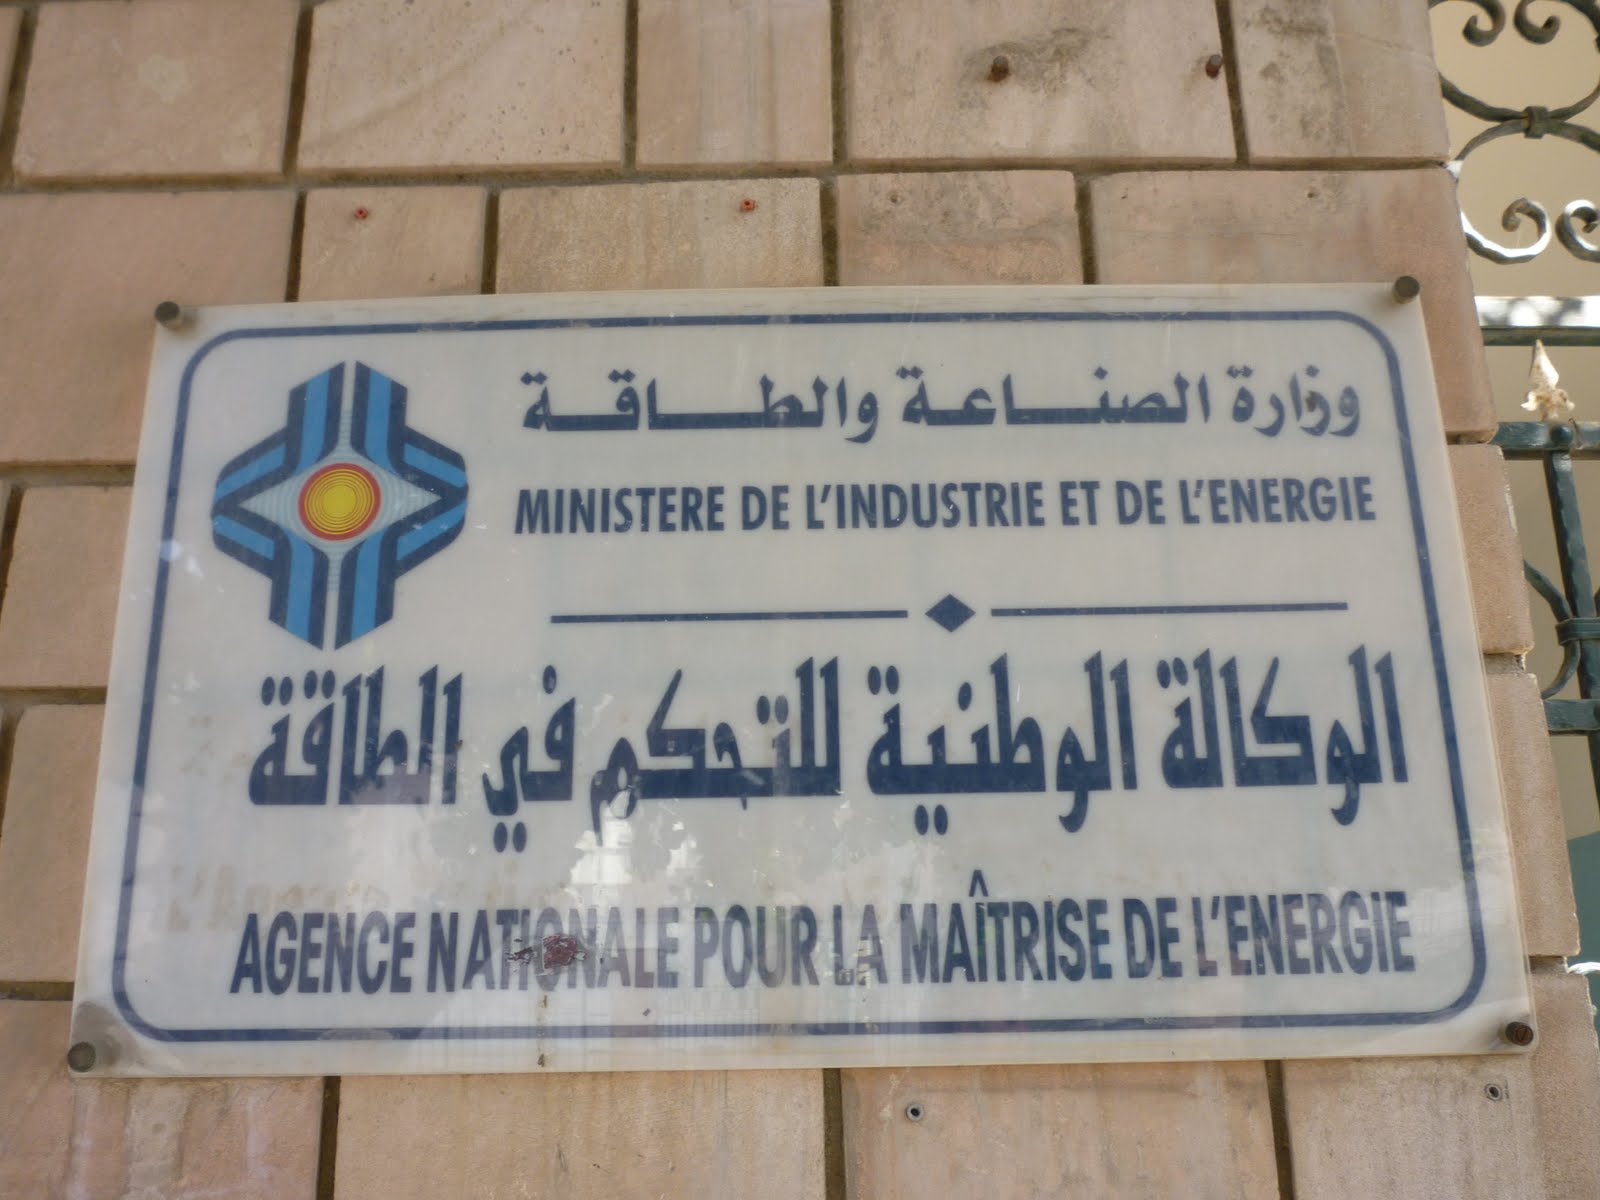 وزارة الصناعة والطاقة
MINISTERE DE L'INDUSTRIE ET DE L'ENERGIE
الوكالة الوطنية للتحكم في الطاقة
AGENCE NATIONALE POUR LA MAÎTRISE DE L'ENERGIE